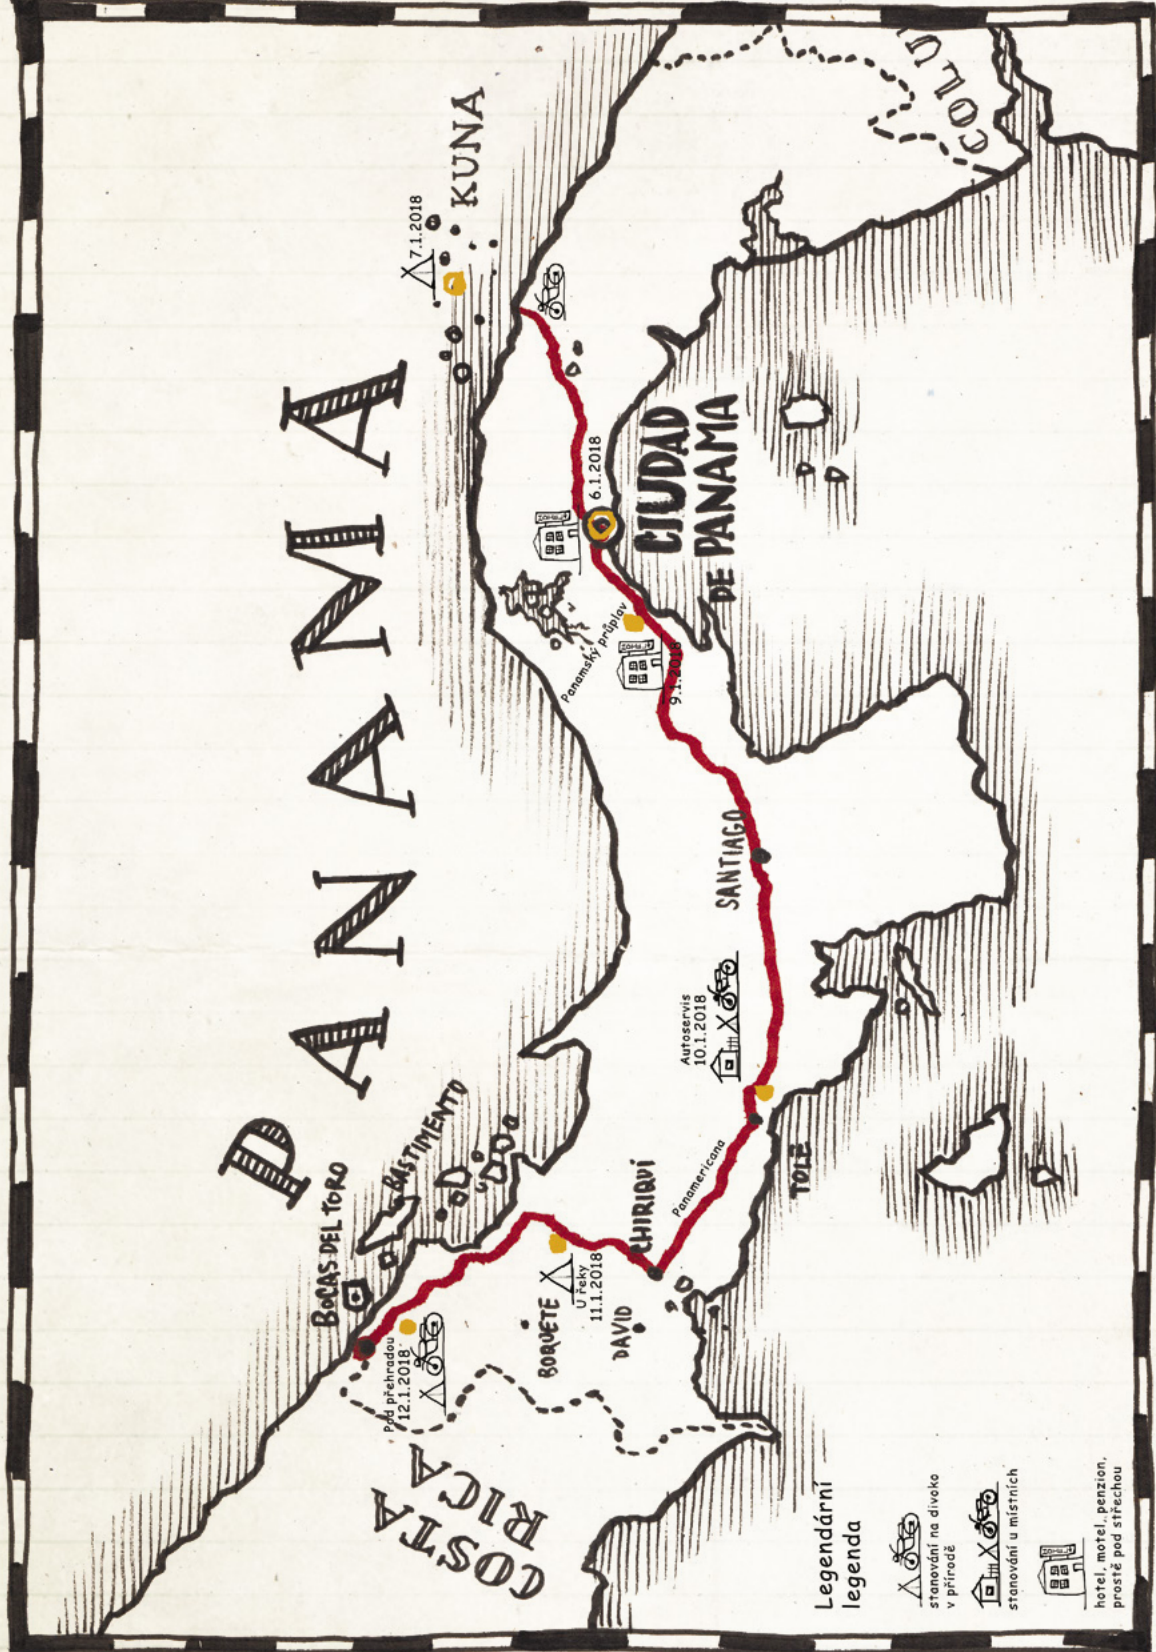 PANAMA
KUNA
7.1.2018
COSTA
RICA
BOCAS DEL TORO
BASTIMENTO
Pod přehradou
12.1.2018
BOQUETE
U řeky
11.1.2018
DAVID
CHIRIQUÍ
Panamericana
TOLÉ
Autoservis
10.1.2018
SANTIAGO
Panamský průplav
9.1.2018
6.1.2018
CIUDAD
DE PANAMA
COLU
Legendární
legenda
stanování na divoko
v přírodě
stanování u místních
hotel, motel, penzion,
prostě pod střechou